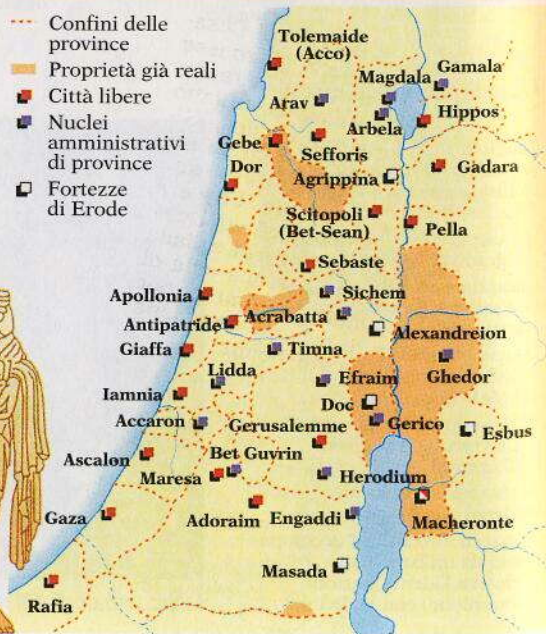 Confini delle
province
Proprietà già reali
Città libere
Nuclei
amministrativi
di province
Fortezze
di Erode
Tolemaide
(Acco)
Magdala
Gamala
Arav
Arbela
Hippos
Gebe
Sefforis
Dor
Agrippina
Gadara
Scitopoli
(Bet-Sean)
Pella
Sebaste
Apollonia
Sichem
Acrabatta
Antipatride
Alexandreion
Giaffa
Timna
Lidda
Efraim
Ghedor
Iamnia
Doc
Accaron
Gerusalemme
Gerico
Esbus
Ascalon
Bet Guvrin
Maresa
Herodium
Gaza
Adoraim
Engaddi
Macheronte
Masada
Rafia